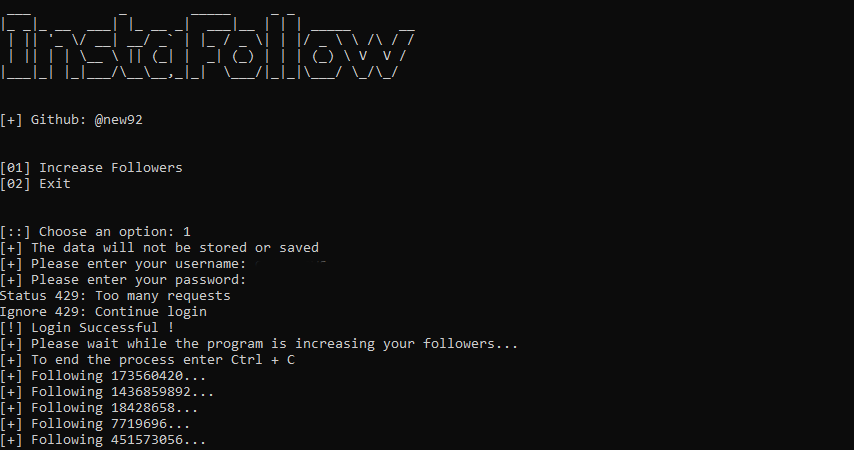 InstaFollow
[+] Github: @new92
[01] Increase Followers
[02] Exit
[::] Choose an option: 1
[+] The data will not be stored or saved
[+] Please enter your username:
[+] Please enter your password:
Status 429: Too many requests
Ignore 429: Continue login
[!] Login Successful !
[+] Please wait while the program is increasing your followers...
[+] To end the process enter Ctrl + C
[+] Following 173560420...
[+] Following 1436859892...
[+] Following 18428658...
[+] Following 7719696...
[+] Following 451573056...